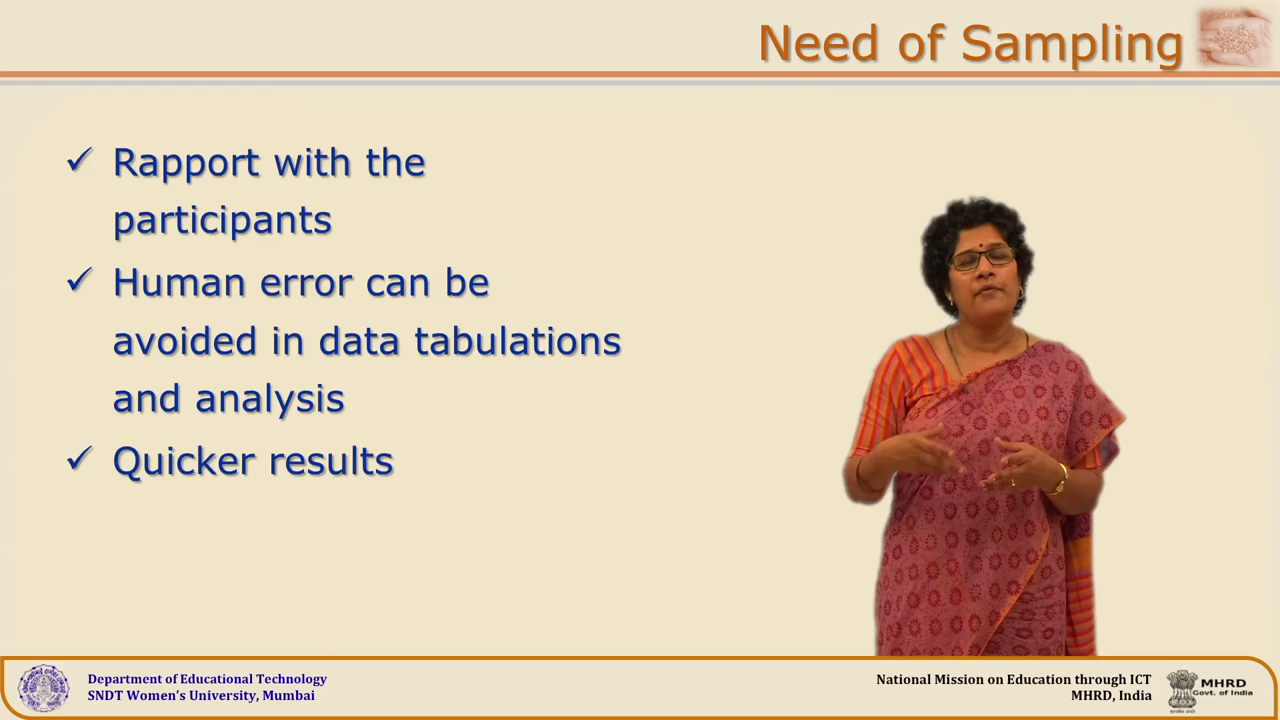 Need of Sampling
✓ Rapport with the
participants
✓ Human error can be
avoided in data tabulations
and analysis
✓ Quicker results
Department of Educational Technology
SNDT Women's University, Mumbai
National Mission on Education through ICT
MHRD, India
MHRD
Govt. of India